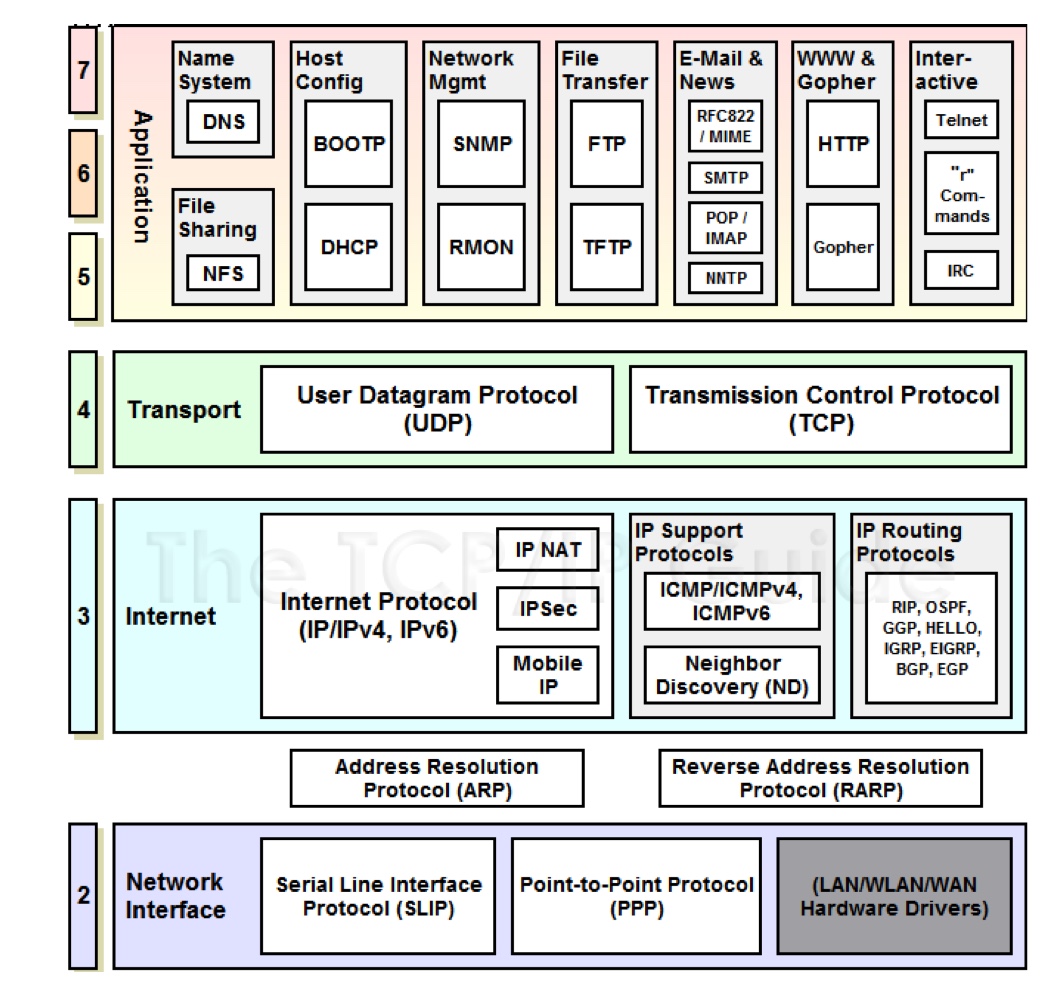 7
6
5
Application
Name
System
DNS
File
Sharing
NFS
Host
Config
BOOTP
DHCP
Network
Mgmt
SNMP
RMON
File
Transfer
FTP
TFTP
E-Mail &
News
RFC822
/ MIME
SMTP
POP /
IMAP
NNTP
WWW &
Gopher
HTTP
Gopher
Inter-
active
Telnet
"r"
Com-
mands
IRC
4
Transport
User Datagram Protocol
(UDP)
Transmission Control Protocol
(TCP)
The TCP/IP Guide
3
Internet
Internet Protocol
(IP/IPv4, IPv6)
IP NAT
IPSec
Mobile
IP
IP Support
Protocols
ICMP/ICMPv4,
ICMPv6
Neighbor
Discovery (ND)
IP Routing
Protocols
RIP, OSPF,
GGP, HELLO,
IGRP, EIGRP,
BGP, EGP
Address Resolution
Protocol (ARP)
Reverse Address Resolution
Protocol (RARP)
2
Network
Interface
Serial Line Interface
Protocol (SLIP)
Point-to-Point Protocol
(PPP)
(LAN/WLAN/WAN
Hardware Drivers)